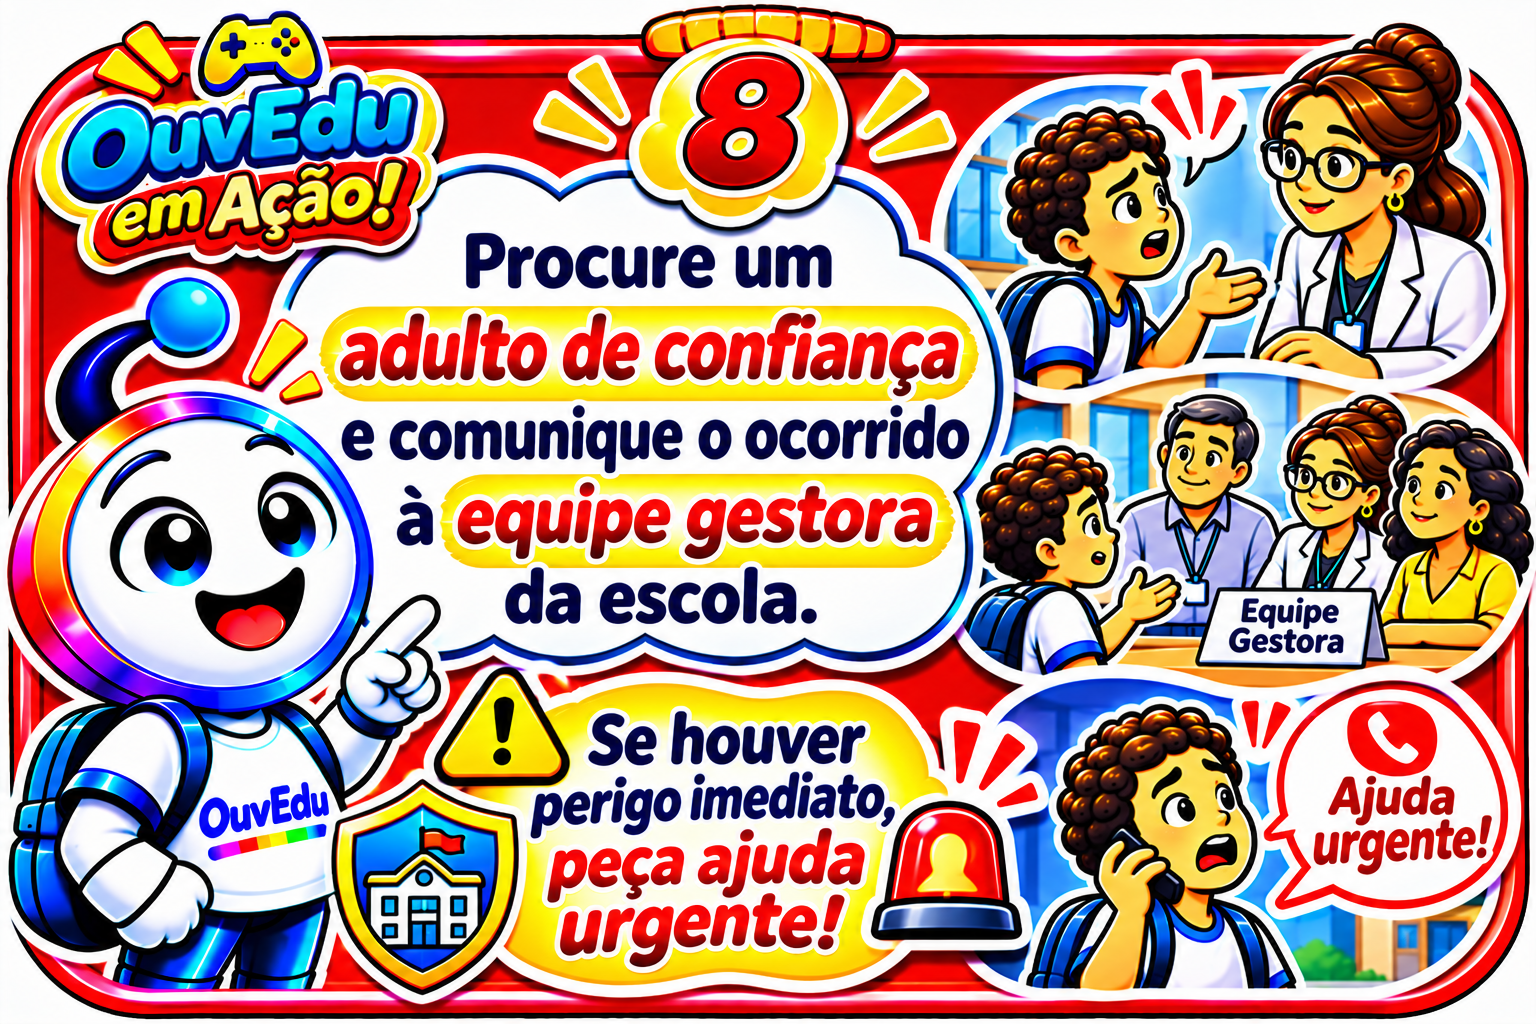 OuvEdu
em Ação!
8
Procure um
adulto de confiança
e comunique o ocorrido
à equipe gestora
da escola.
Equipe
Gestora
OuvEdu
Se houver
perigo imediato,
peça ajuda
urgente!
Ajuda
urgente!